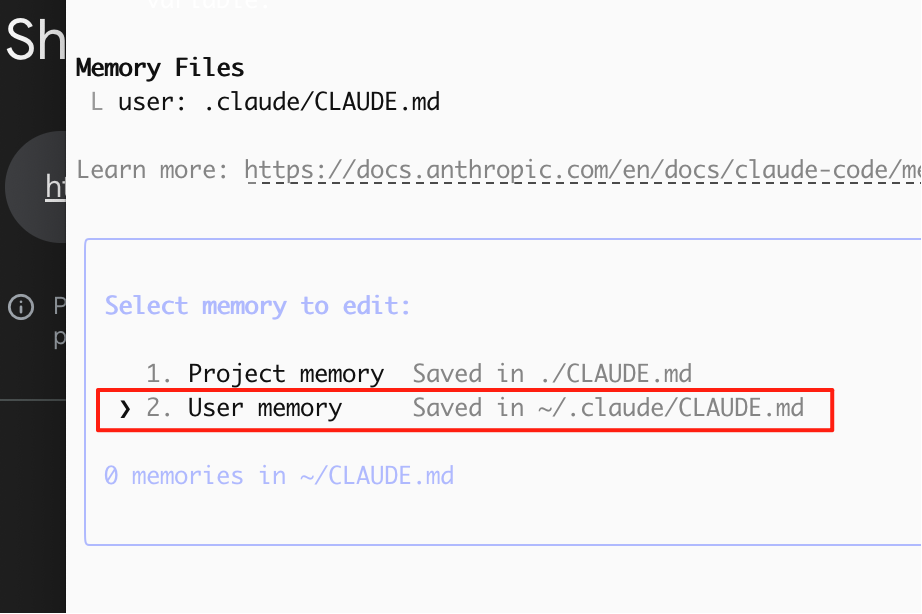 Sh
Memory Files
L user: .claude/CLAUDE.md
Learn more: https://docs.anthropic.com/en/docs/claude-code/me
ht
Select memory to edit:
P
p
1. Project memory Saved in ./CLAUDE.md
❯ 2. User memory Saved in ~/.claude/CLAUDE.md
0 memories in ~/CLAUDE.md